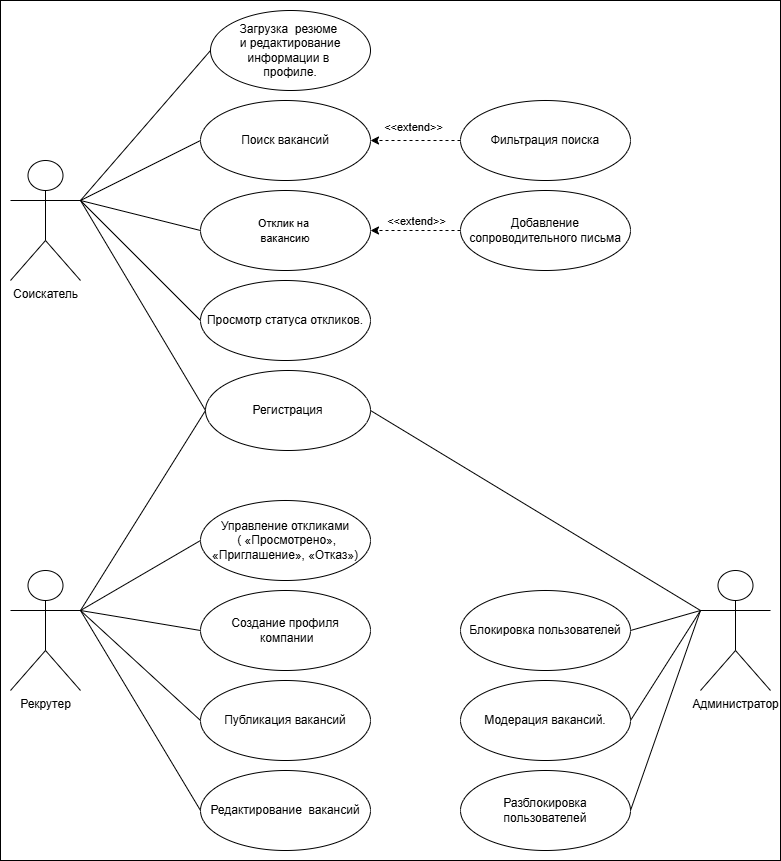 Загрузка резюме
и редактирование
информации в
профиле.
Поиск вакансий
<<extend>>
Фильтрация поиска
Отклик на
вакансию
<<extend>>
Добавление
сопроводительного письма
Соискатель
Просмотр статуса откликов.
Регистрация
Управление откликами
( «Просмотрено»,
«Приглашение», «Отказ»)
Создание профиля
компании
Блокировка пользователей
Рекрутер
Администратор
Публикация вакансий
Модерация вакансий.
Редактирование вакансий
Разблокировка
пользователей